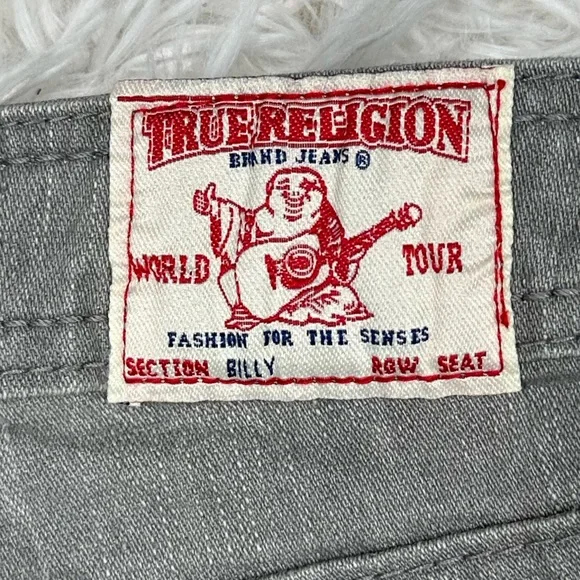 TRUE RELIGION
BRAND JEANS ®
WORLD TOUR
FASHION FOR THE SENSES
SECTION BILLY ROW SEAT